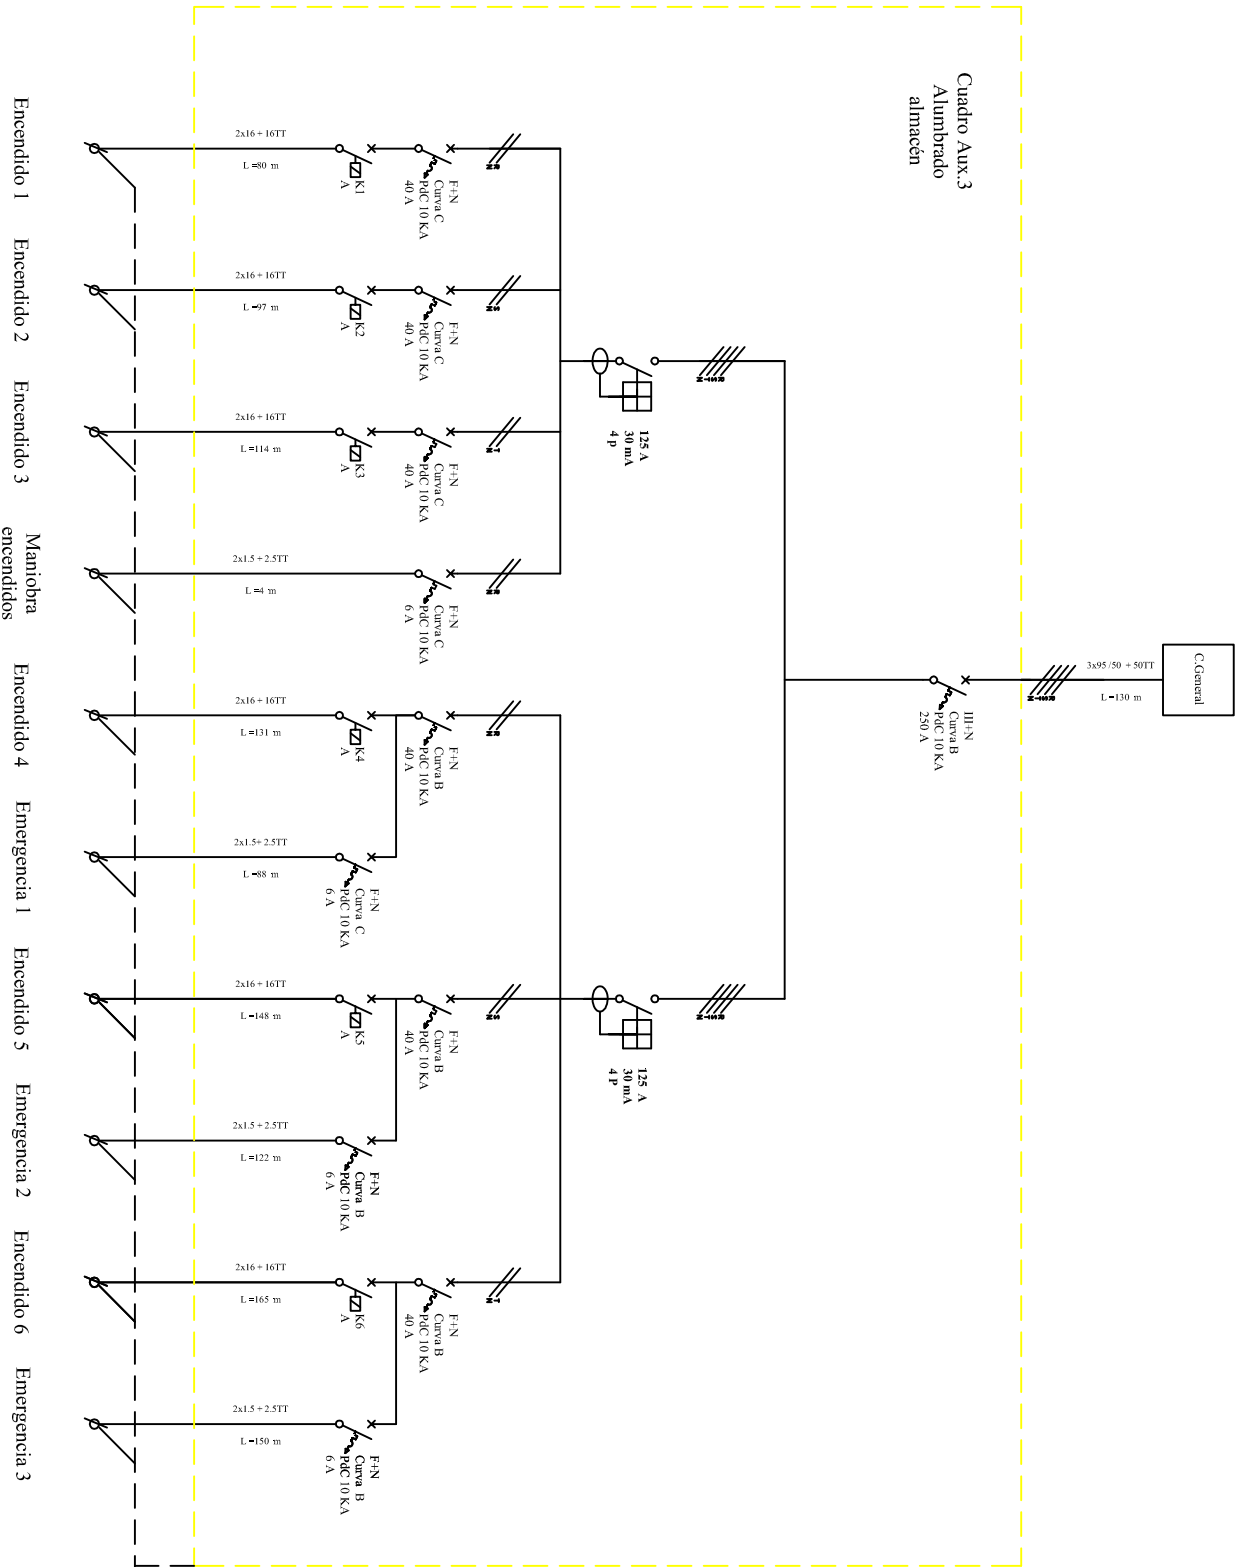 Cuadro Aux.3
Alumbrado
almacén
C.General
3x95/50 + 50TT
L =130 m
R S T N
III+N
Curva B
PdC 10 KA
250 A
R S T N
125 A
30 mA
4 p
R S T N
125 A
30 mA
4 P
R N
F+N
Curva C
PdC 10 KA
40 A
K1
A
2x16 + 16TT
L =80 m
Encendido 1
S N
F+N
Curva C
PdC 10 KA
40 A
K2
A
2x16 + 16TT
L =97 m
Encendido 2
T N
F+N
Curva C
PdC 10 KA
40 A
K3
A
2x16 + 16TT
L =114 m
Encendido 3
R N
F+N
Curva C
PdC 10 KA
6 A
2x1.5 + 2.5TT
L =4 m
Maniobra
encendidos
R N
F+N
Curva B
PdC 10 KA
40 A
K4
A
2x16 + 16TT
L =131 m
Encendido 4
F+N
Curva C
PdC 10 KA
6 A
2x1.5+ 2.5TT
L =88 m
Emergencia 1
S N
F+N
Curva B
PdC 10 KA
40 A
K5
A
2x16 + 16TT
L =148 m
Encendido 5
F+N
Curva B
PdC 10 KA
6 A
2x1.5 + 2.5TT
L =122 m
Emergencia 2
T N
F+N
Curva B
PdC 10 KA
40 A
K6
A
2x16 + 16TT
L =165 m
Encendido 6
F+N
Curva B
PdC 10 KA
6 A
2x1.5 + 2.5TT
L =150 m
Emergencia 3